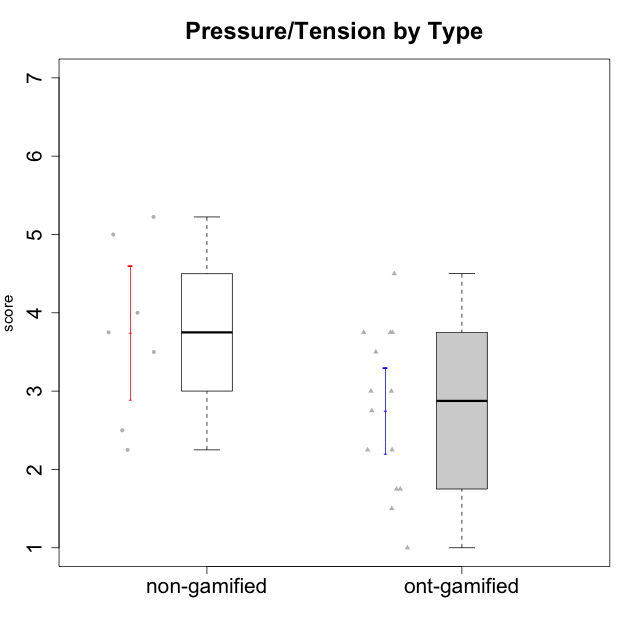 Pressure/Tension by Type
7
6
5
4
3
2
1
score
non-gamified
ont-gamified